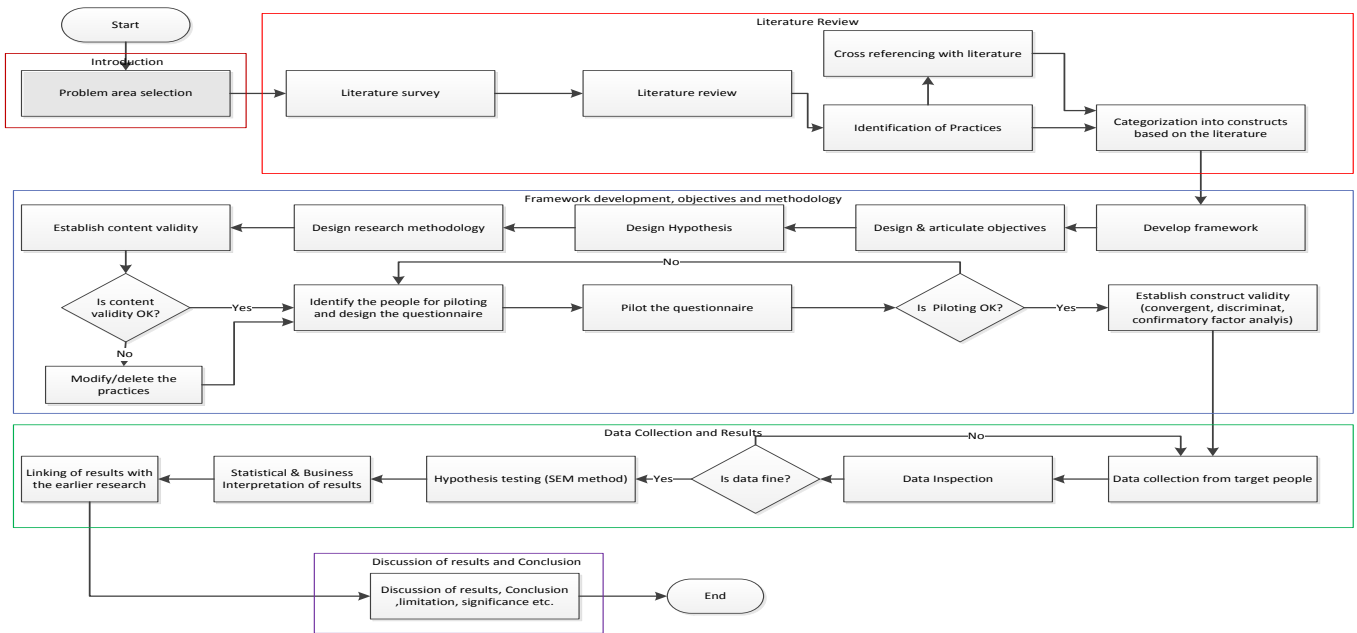 Start
Introduction
Problem area selection
Literature Review
Literature survey
Literature review
Cross referencing with literature
Identification of Practices
Categorization into constructs
based on the literature
Framework development, objectives and methodology
Establish content validity
Design research methodology
Design Hypothesis
Design & articulate objectives
Develop framework
Is content
validity OK?
Yes
No
Modify/delete the
practices
Identify the people for piloting
and design the questionnaire
No
Pilot the questionnaire
Is  Piloting OK?
Yes
Establish construct validity
(convergent, discriminat,
confirmatory factor analyis)
Data Collection and Results
Linking of results with
the earlier research
Statistical & Business
Interpretation of results
Hypothesis testing (SEM method)
Yes
Is data fine?
No
Data Inspection
Data collection from target people
Discussion of results and Conclusion
Discussion of results, Conclusion
,limitation, significance etc.
End